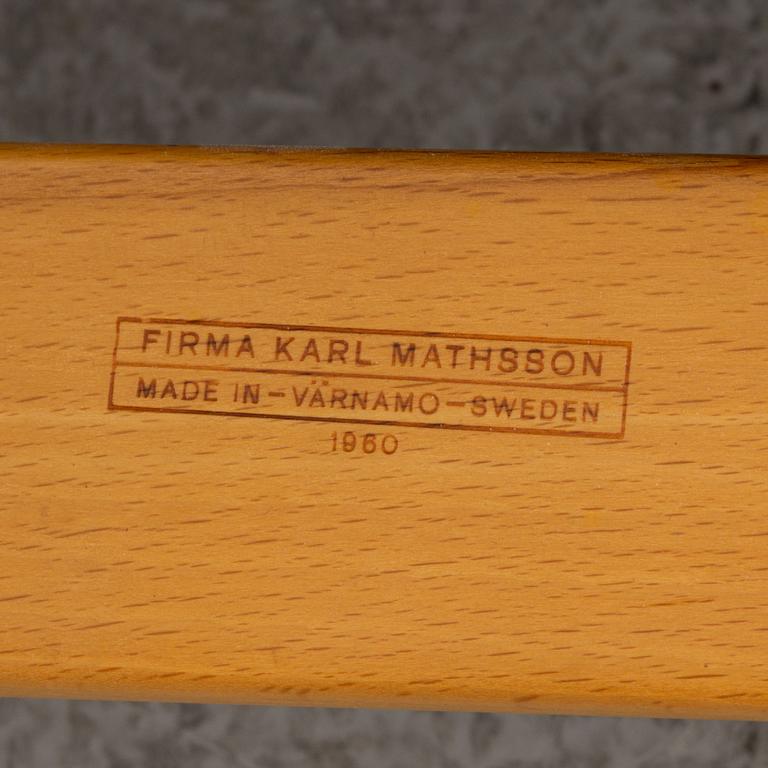 FIRMA KARL MATHSSON
MADE IN-VÄRNAMO-SWEDEN
1960